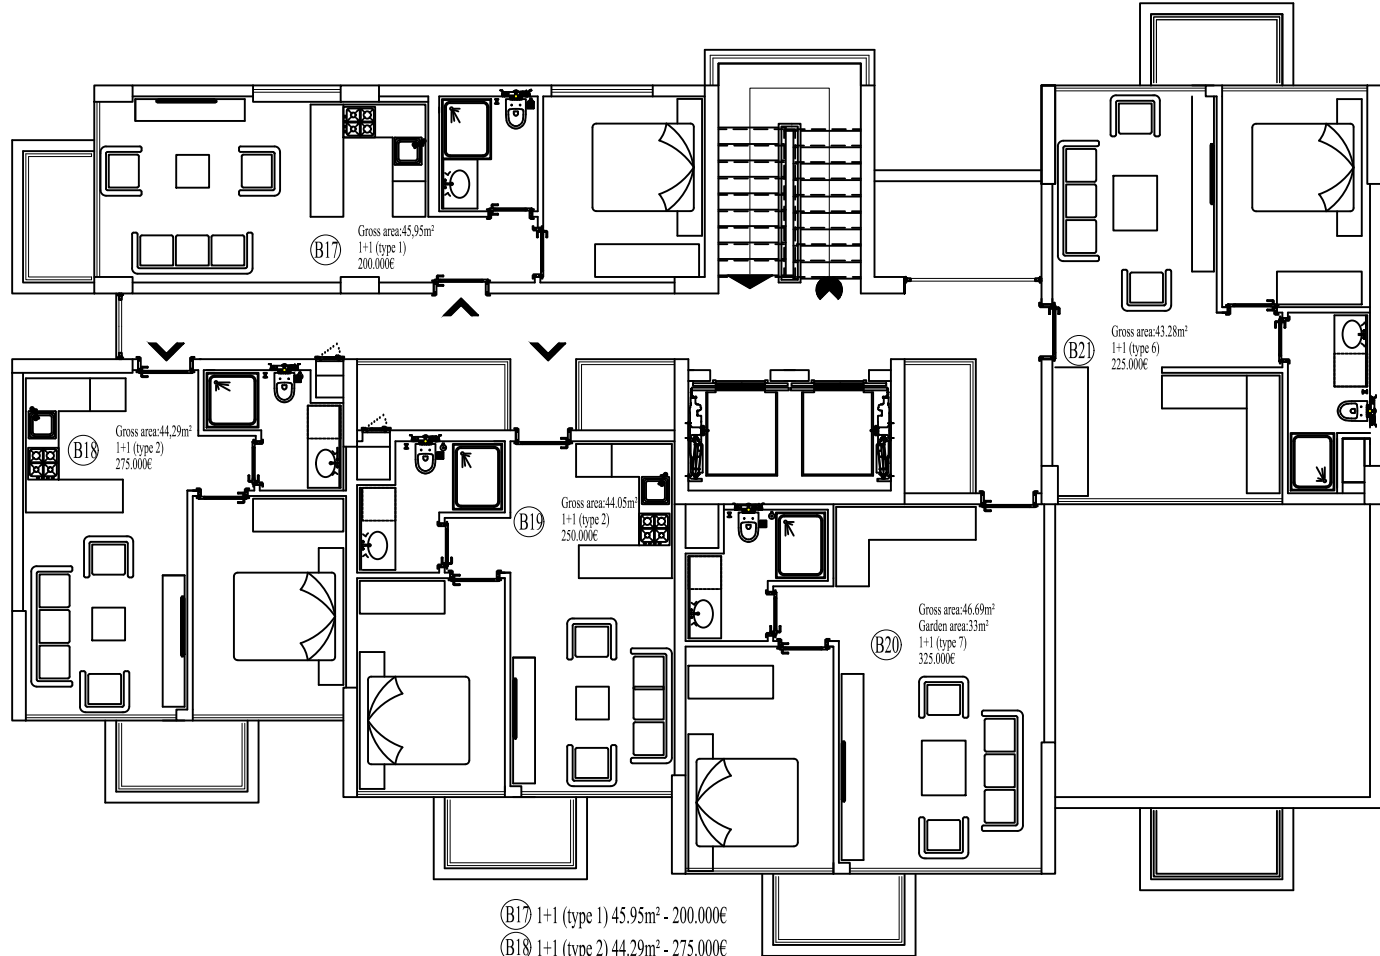 B17
Gross area:45,95m²
1+1 (type 1)
200.000€
B21
Gross area:43.28m²
1+1 (type 6)
225.000€
B18
Gross area:44,29m²
1+1 (type 2)
275.000€
B19
Gross area:44.05m²
1+1 (type 2)
250.000€
B20
Gross area:46.69m²
Garden area:33m²
1+1 (type 7)
325.000€
B17 1+1 (type 1) 45.95m² - 200.000€
B18 1+1 (type 2) 44.29m² - 275.000€